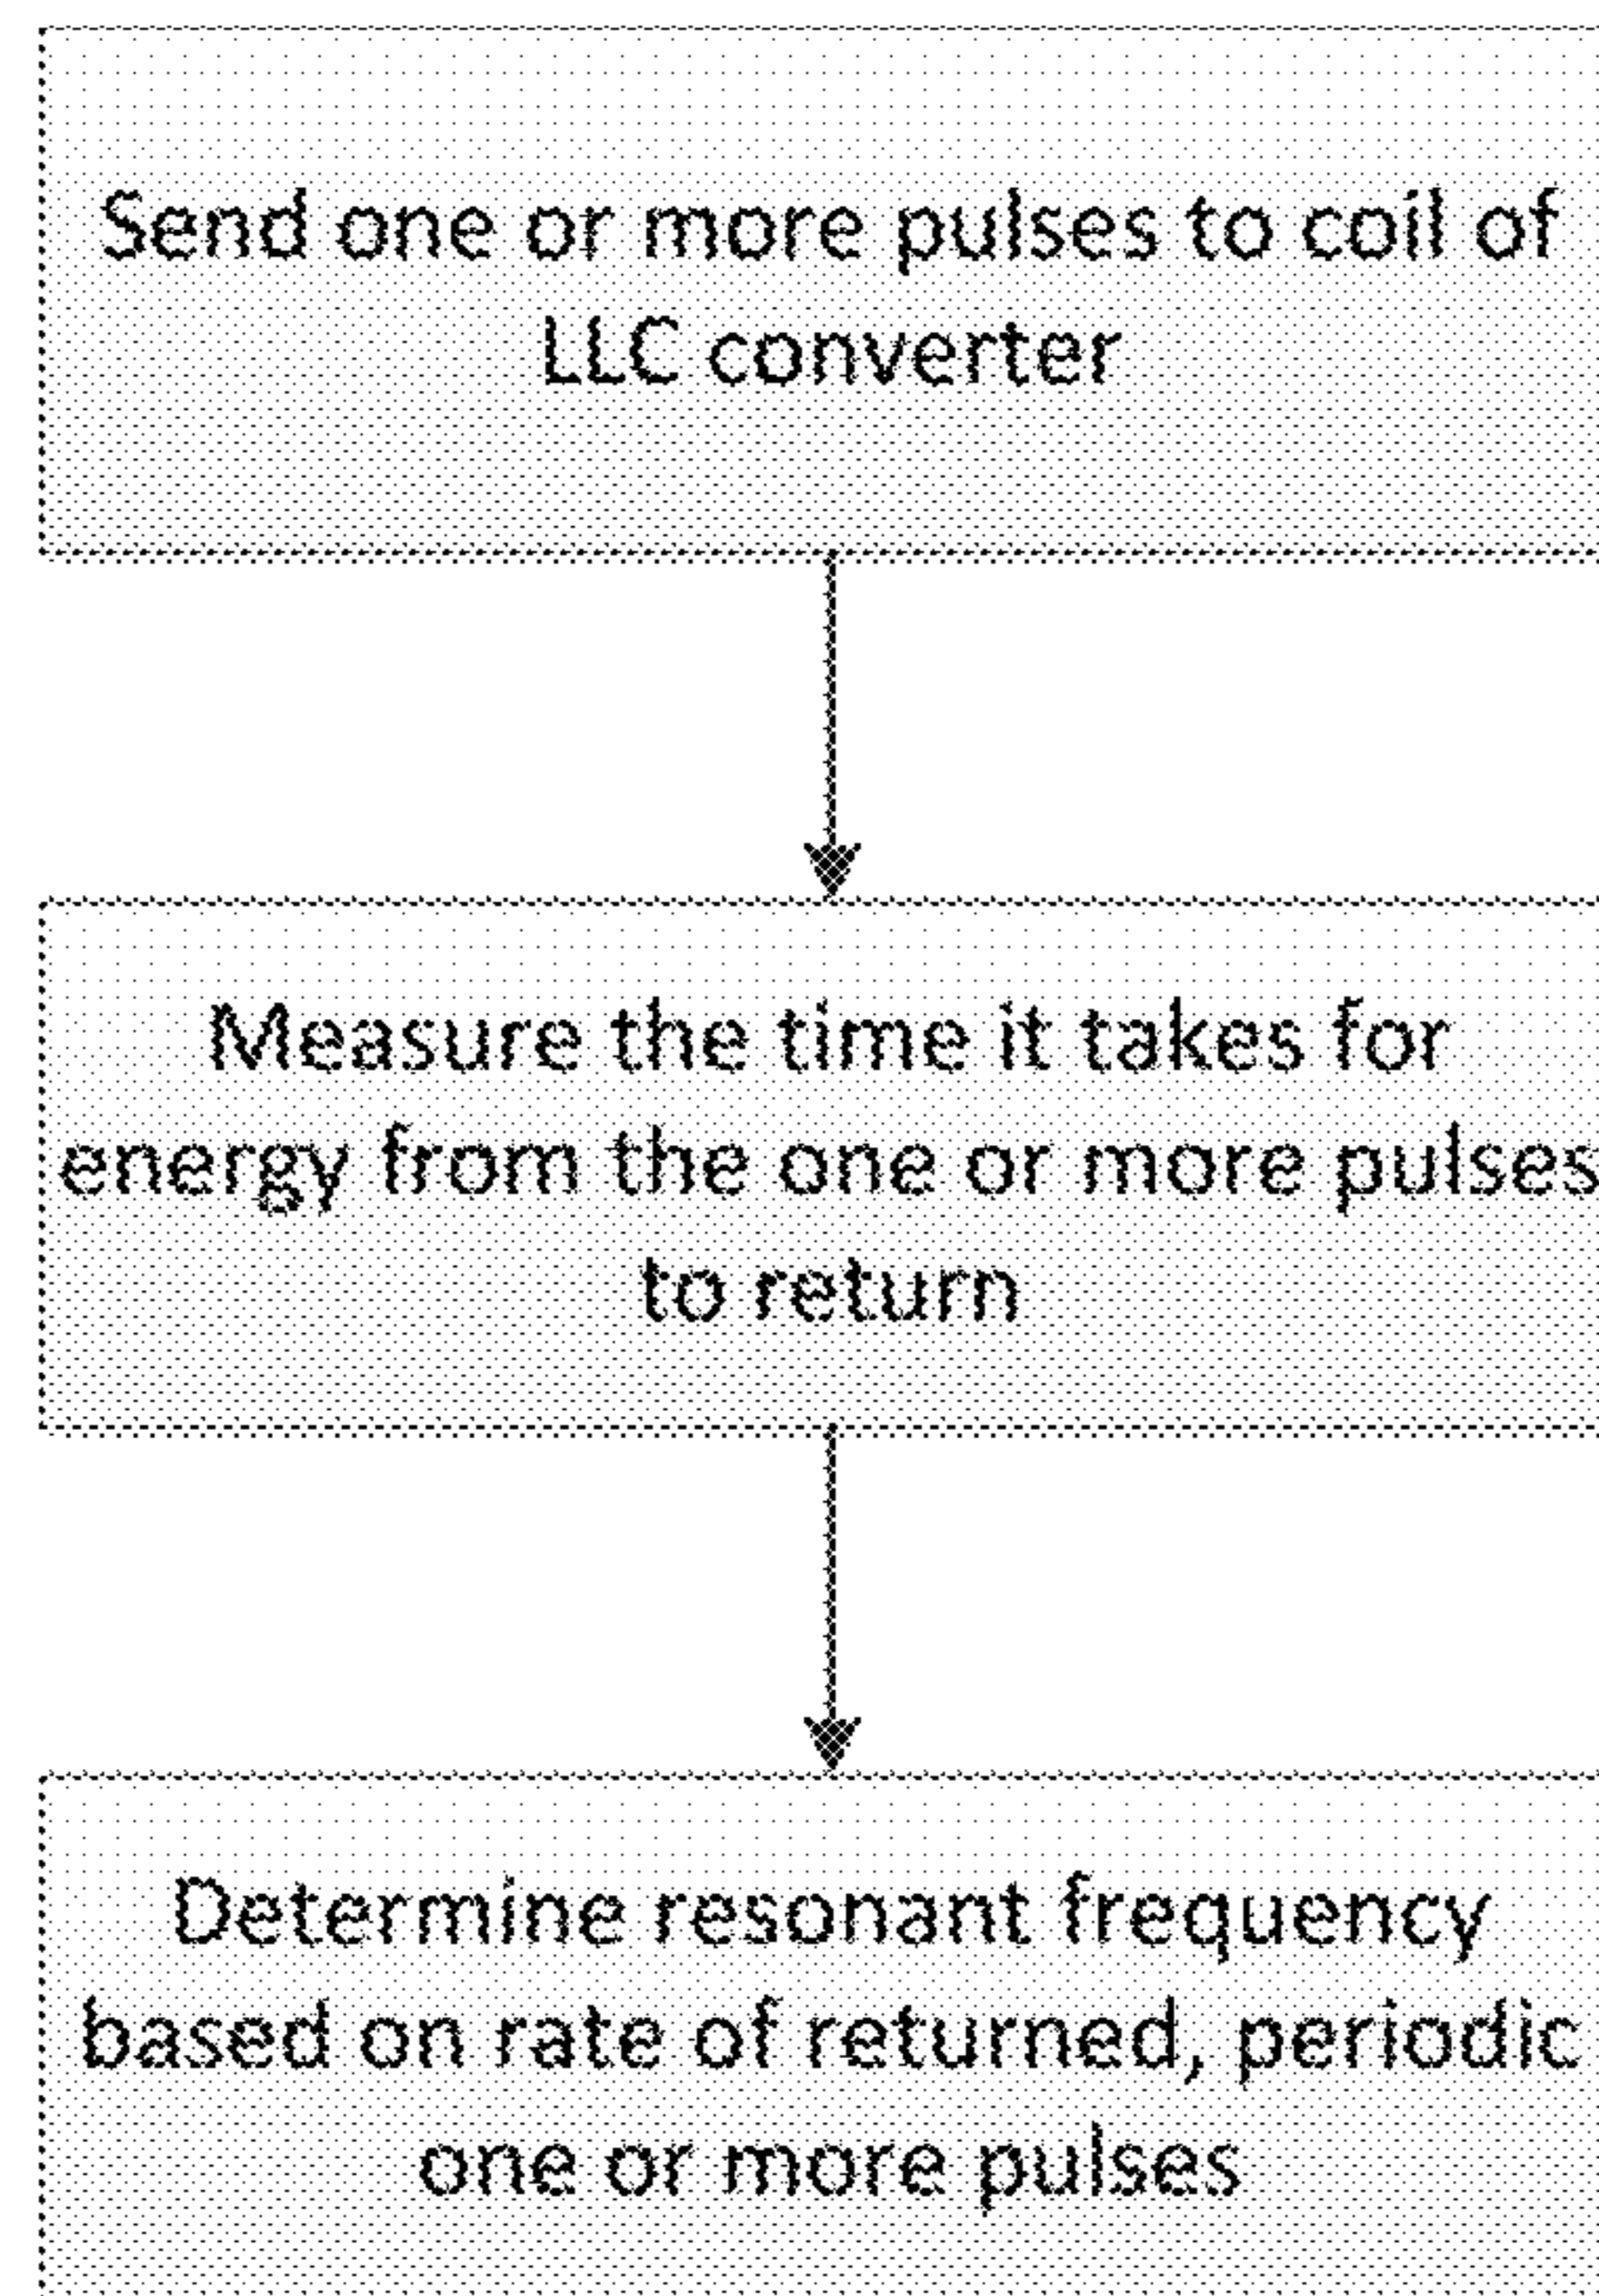 Send one or more pulses to coil of
LLC converter
Measure the time it takes for
energy from the one or more pulses
to return
Determine resonant frequency
based on rate of returned, periodic
one or more pulses